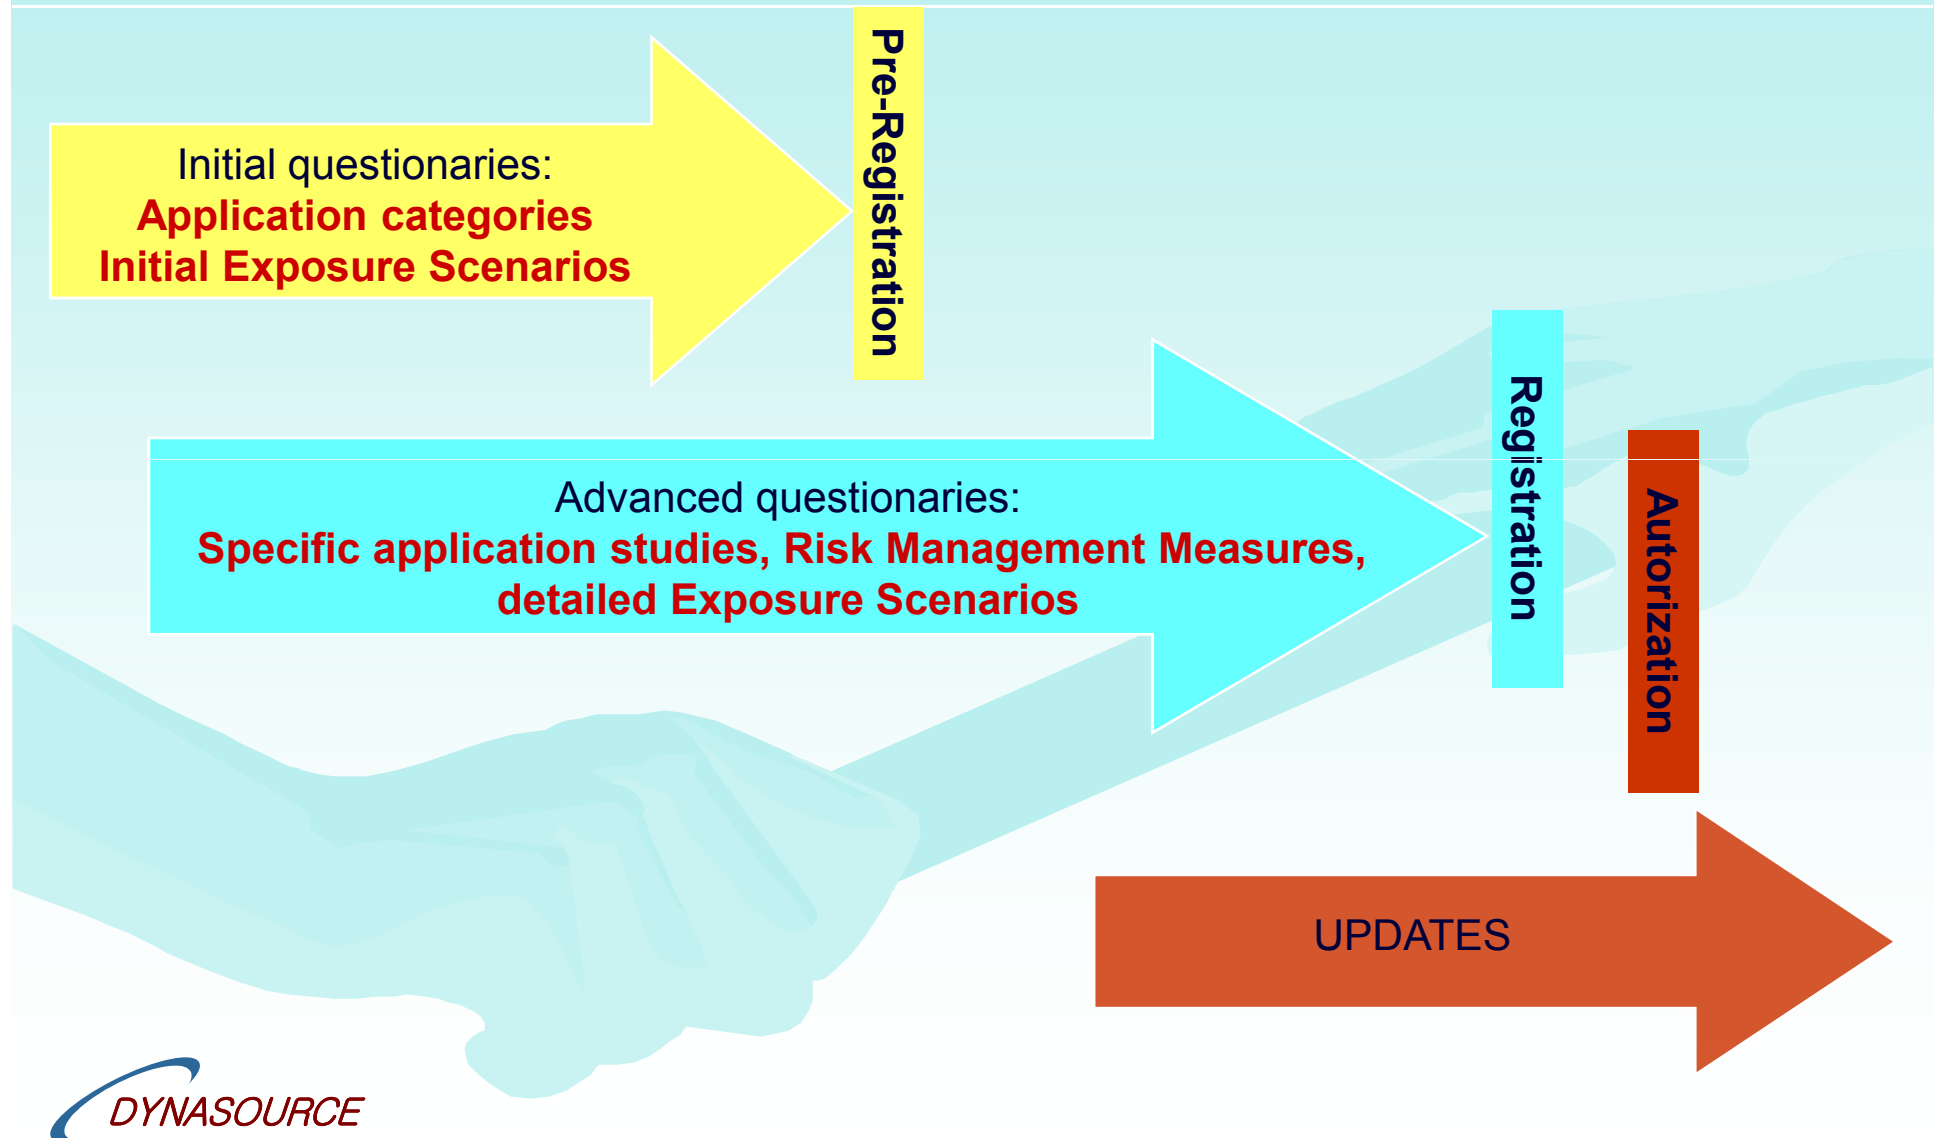 Initial questionaries:
Application categories
Initial Exposure Scenarios
Pre-Registration
Advanced questionaries:
Specific application studies, Risk Management Measures,
detailed Exposure Scenarios
Registration
Autorization
UPDATES
DYNASOURCE